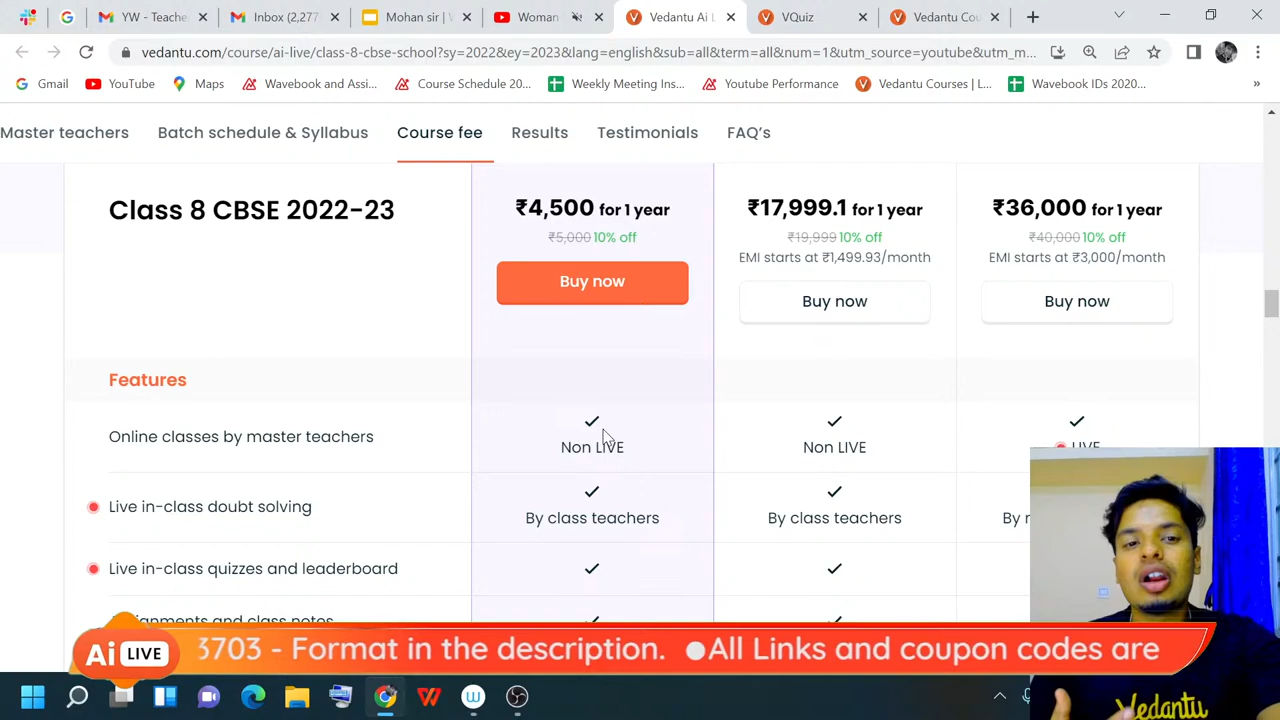 YW - Teache
Inbox (2,277
Mohan sir |
Woman
Vedantu Ai L
VQuiz
Vedantu Cou
vedantu.com/course/ai-live/class-8-cbse-school?sy=2022&ey=2023&lang=english&sub=all&term=all&num=1&utm_source=youtube&utm_m...
Gmail
YouTube
Maps
Wavebook and Assi...
Course Schedule 20...
Weekly Meeting Ins...
Youtube Performance
Vedantu Courses | L...
Wavebook IDs 2020...
»
Master teachers
Batch schedule & Syllabus
Course fee
Results
Testimonials
FAQ's
Class 8 CBSE 2022-23
₹4,500 for 1 year
₹5,000 10% off
Buy now
₹17,999.1 for 1 year
₹19,999 10% off
EMI starts at ₹1,499.93/month
Buy now
₹36,000 for 1 year
₹40,000 10% off
EMI starts at ₹3,000/month
Buy now
Features
Online classes by master teachers
Non LIVE
Non LIVE
LIVE
Live in-class doubt solving
By class teachers
By class teachers
By
Live in-class quizzes and leaderboard
Assignments and class notes
Ai LIVE
3703 - Format in the description. ●All Links and coupon codes are
Vedantu